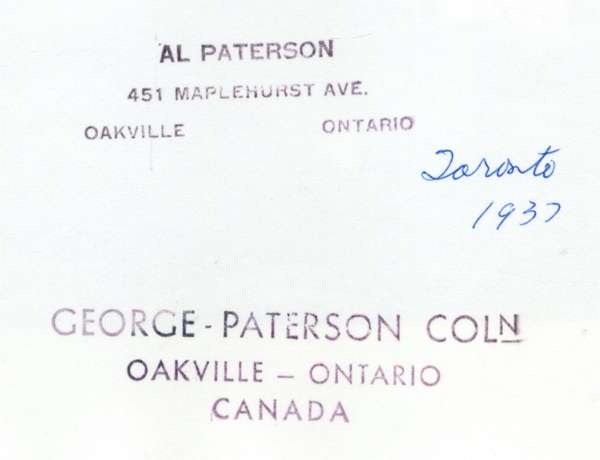 AL PATERSON
451 MAPLEHURST AVE.
OAKVILLE ONTARIO
Toronto
1937
GEORGE - PATERSON COLN
OAKVILLE — ONTARIO
CANADA